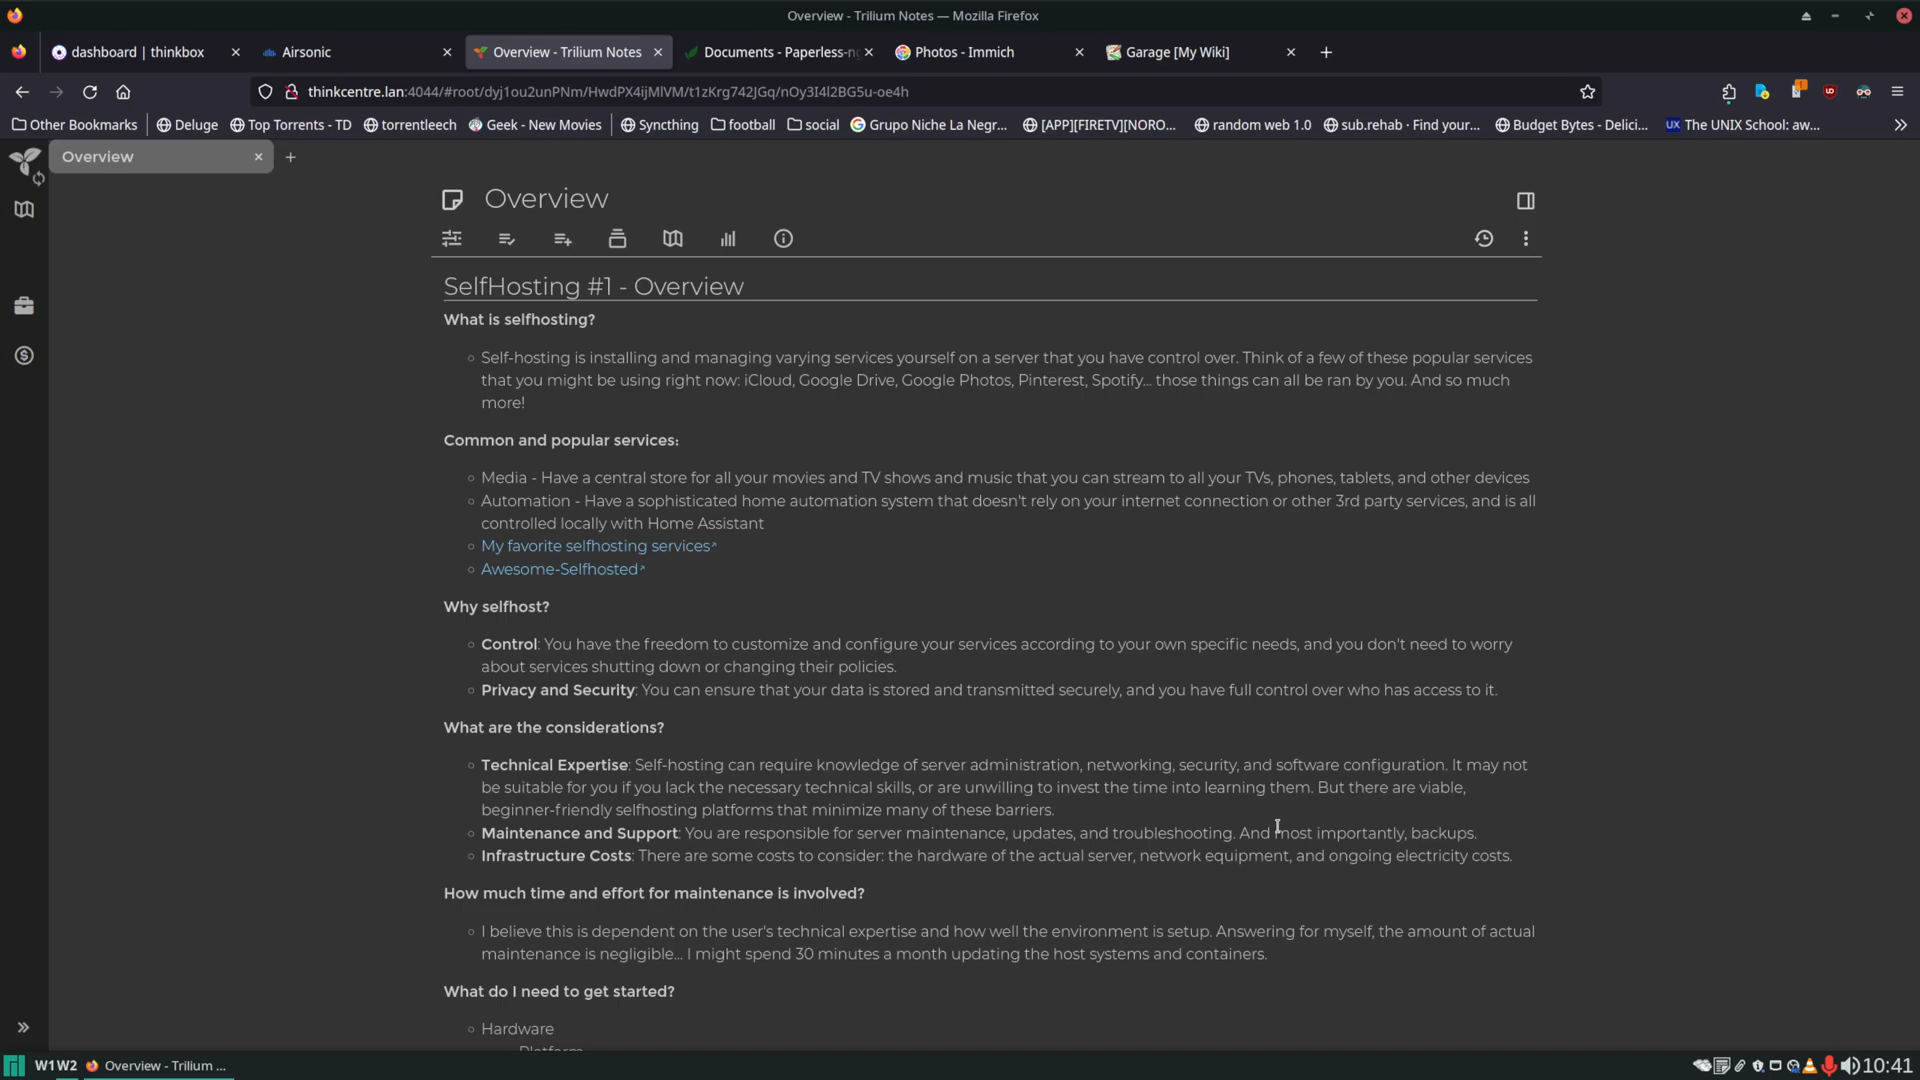 Overview - Trilium Notes — Mozilla Firefox
dashboard | thinkbox
Airsonic
Overview - Trilium Notes
Documents - Paperless-ng
Photos - Immich
Garage [My Wiki]
thinkcentre.lan:4044/#root/dyj1ou2unPNm/HwdPX4ijMlVM/t1zKrg742JGq/nOy3I4l2BG5u-oe4h
Other Bookmarks
Deluge
Top Torrents - TD
torrentleech
Geek - New Movies
Syncthing
football
social
Grupo Niche La Negr...
[APP][FIRETV][NORO...
random web 1.0
sub.rehab · Find your...
Budget Bytes - Delici...
UX The UNIX School: aw...
Overview
Overview
SelfHosting #1 - Overview
What is selfhosting?
Self-hosting is installing and managing varying services yourself on a server that you have control over. Think of a few of these popular services
that you might be using right now: iCloud, Google Drive, Google Photos, Pinterest, Spotify... those things can all be ran by you. And so much
more!
Common and popular services:
Media - Have a central store for all your movies and TV shows and music that you can stream to all your TVs, phones, tablets, and other devices
Automation - Have a sophisticated home automation system that doesn't rely on your internet connection or other 3rd party services, and is all
controlled locally with Home Assistant
My favorite selfhosting services
Awesome-Selfhosted
Why selfhost?
Control: You have the freedom to customize and configure your services according to your own specific needs, and you don't need to worry
about services shutting down or changing their policies.
Privacy and Security: You can ensure that your data is stored and transmitted securely, and you have full control over who has access to it.
What are the considerations?
Technical Expertise: Self-hosting can require knowledge of server administration, networking, security, and software configuration. It may not
be suitable for you if you lack the necessary technical skills, or are unwilling to invest the time into learning them. But there are viable,
beginner-friendly selfhosting platforms that minimize many of these barriers.
Maintenance and Support: You are responsible for server maintenance, updates, and troubleshooting. And most importantly, backups.
Infrastructure Costs: There are some costs to consider: the hardware of the actual server, network equipment, and ongoing electricity costs.
How much time and effort for maintenance is involved?
I believe this is dependent on the user's technical expertise and how well the environment is setup. Answering for myself, the amount of actual
maintenance is negligible... I might spend 30 minutes a month updating the host systems and containers.
What do I need to get started?
Hardware
Platform
W1W2
Overview - Trilium ...
10:41